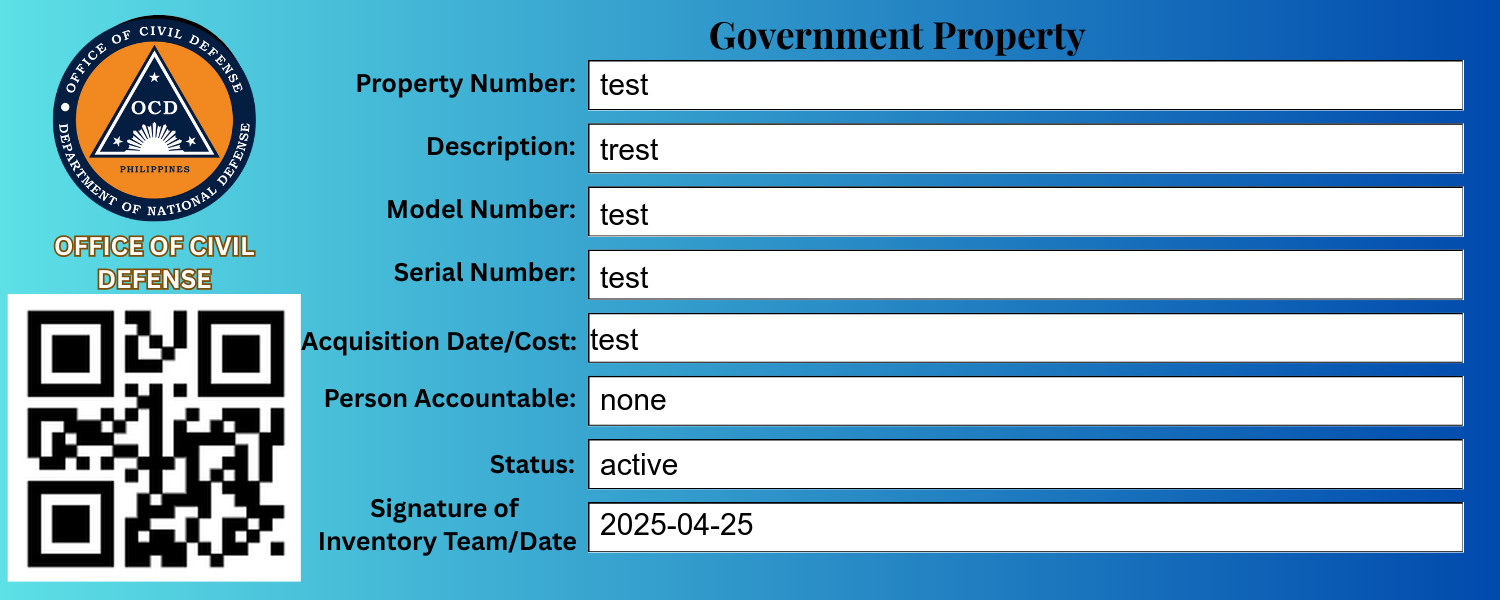 OFFICE OF CIVIL DEFENSE
DEPARTMENT OF NATIONAL DEFENSE
OCD
PHILIPPINES
OFFICE OF CIVIL
DEFENSE
Government Property
Property Number: test
Description: trest
Model Number: test
Serial Number: test
Acquisition Date/Cost: test
Person Accountable: none
Status: active
Signature of
Inventory Team/Date 2025-04-25